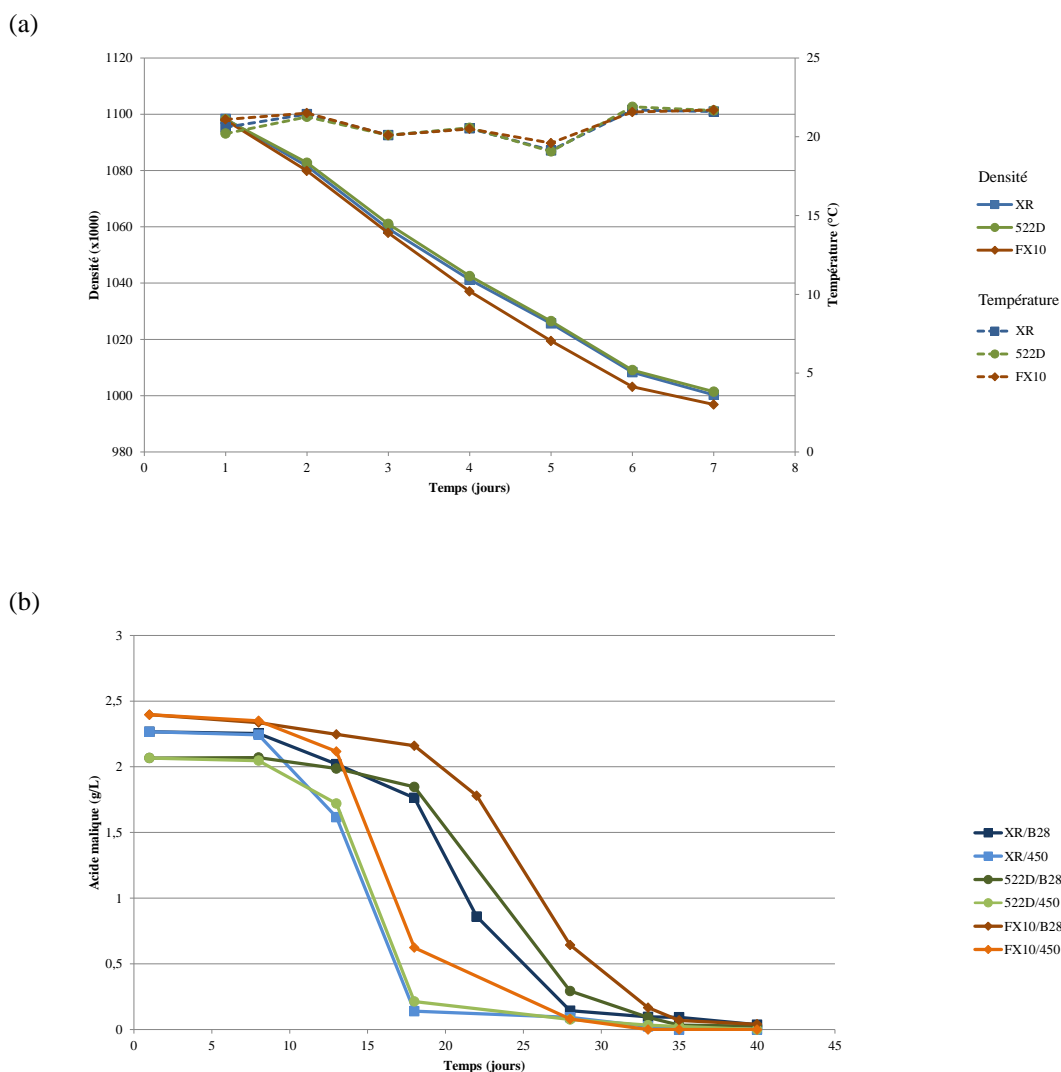 (a)
1120
1100
1080
1060
1040
1020
1000
980
Densité (x1000)
25
20
15
10
5
0
Température (°C)
0 1 2 3 4 5 6 7 8
Temps (jours)
Densité
XR
522D
FX10
Température
XR
522D
FX10
(b)
3
2,5
2
1,5
1
0,5
0
Acide malique (g/L)
0 5 10 15 20 25 30 35 40 45
Temps (jours)
XR/B28
XR/450
522D/B28
522D/450
FX10/B28
FX10/450